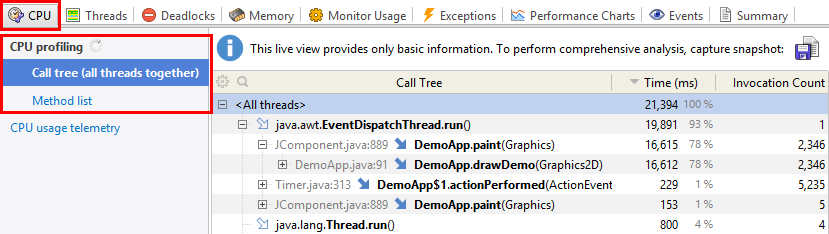 CPU Threads Deadlocks Memory Monitor Usage Exceptions Performance Charts Events Summary
CPU profiling
Call tree (all threads together)
Method list
CPU usage telemetry
This live view provides only basic information. To perform comprehensive analysis, capture snapshot:
Call Tree Time (ms) Invocation Count
<All threads> 21,394 100 %
java.awt.EventDispatchThread.run() 19,891 93 % 1
JComponent.java:889 DemoApp.paint(Graphics) 16,615 78 % 2,346
DemoApp.java:91 DemoApp.drawDemo(Graphics2D) 16,612 78 % 2,346
Timer.java:313 DemoApp$1.actionPerformed(ActionEvent 229 1 % 5,235
JComponent.java:889 DemoApp.paint(Graphics) 153 1 % 5
java.lang.Thread.run() 800 4 % 4